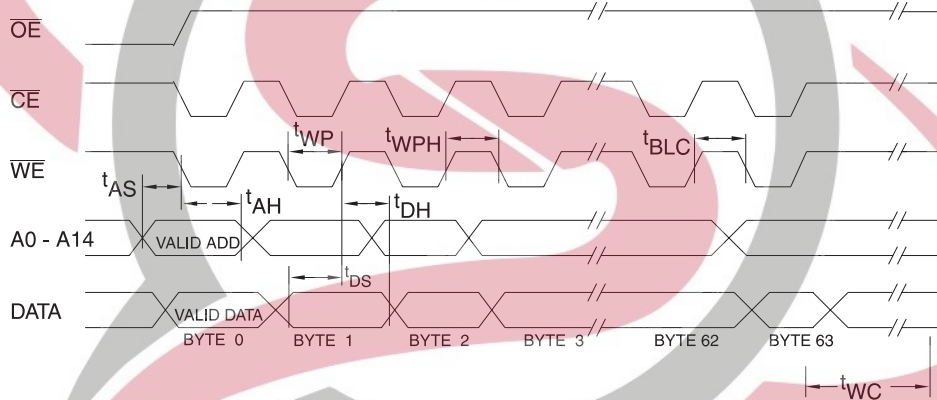 OE
CE
tWP
tWPH
tBLC
WE
tAS
tAH
tDH
A0 - A14
VALID ADD
tDS
DATA
VALID DATA
BYTE 0
BYTE 1
BYTE 2
BYTE 3
BYTE 62
BYTE 63
tWC